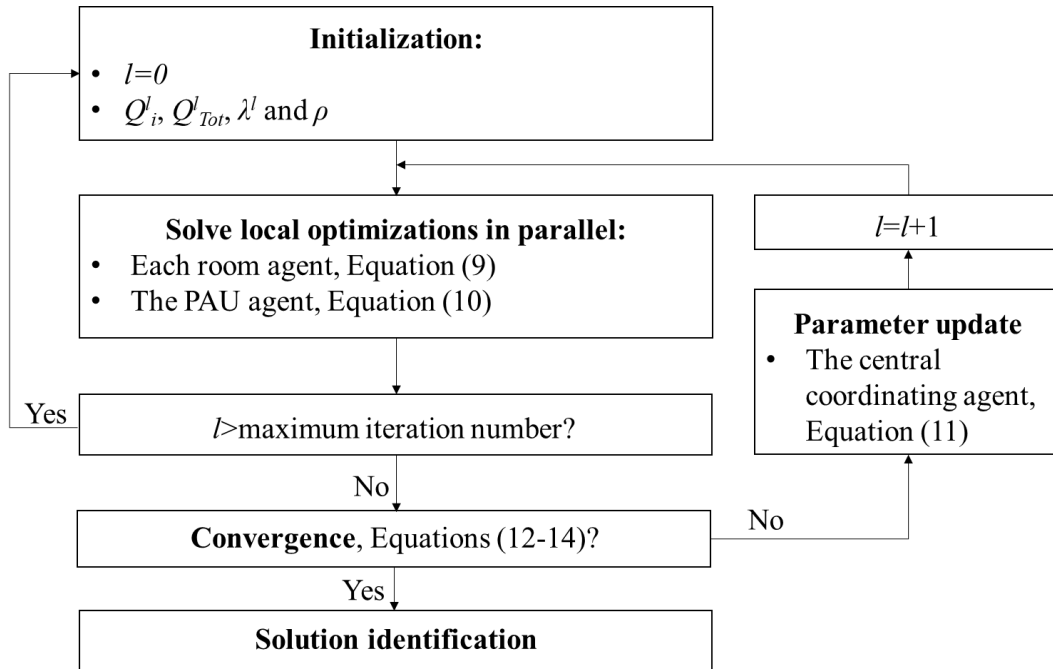 Initialization:
• l=0
• Q^l_i, Q^l_Tot, λ^l and ρ
Solve local optimizations in parallel:
• Each room agent, Equation (9)
• The PAU agent, Equation (10)
l=l+1
Parameter update
• The central
coordinating agent,
Equation (11)
Yes
l>maximum iteration number?
No
Convergence, Equations (12-14)?
No
Yes
Solution identification